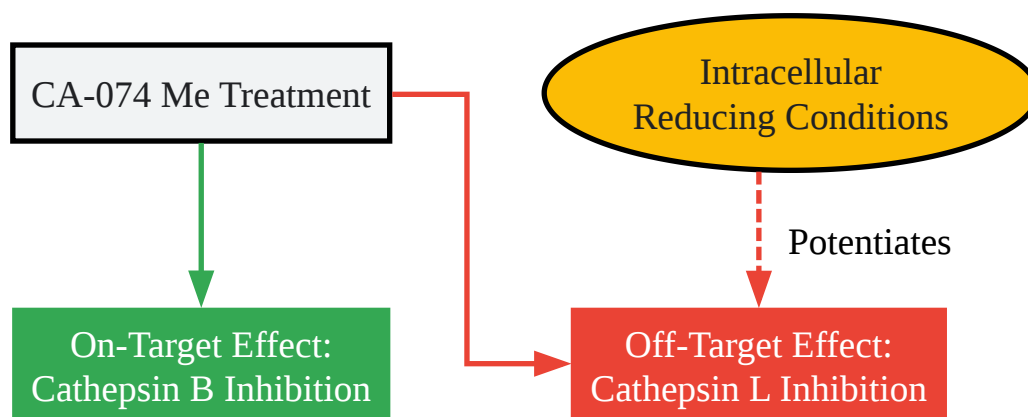 CA-074 Me Treatment
Intracellular
Reducing Conditions
Potentiates
On-Target Effect:
Cathepsin B Inhibition
Off-Target Effect:
Cathepsin L Inhibition